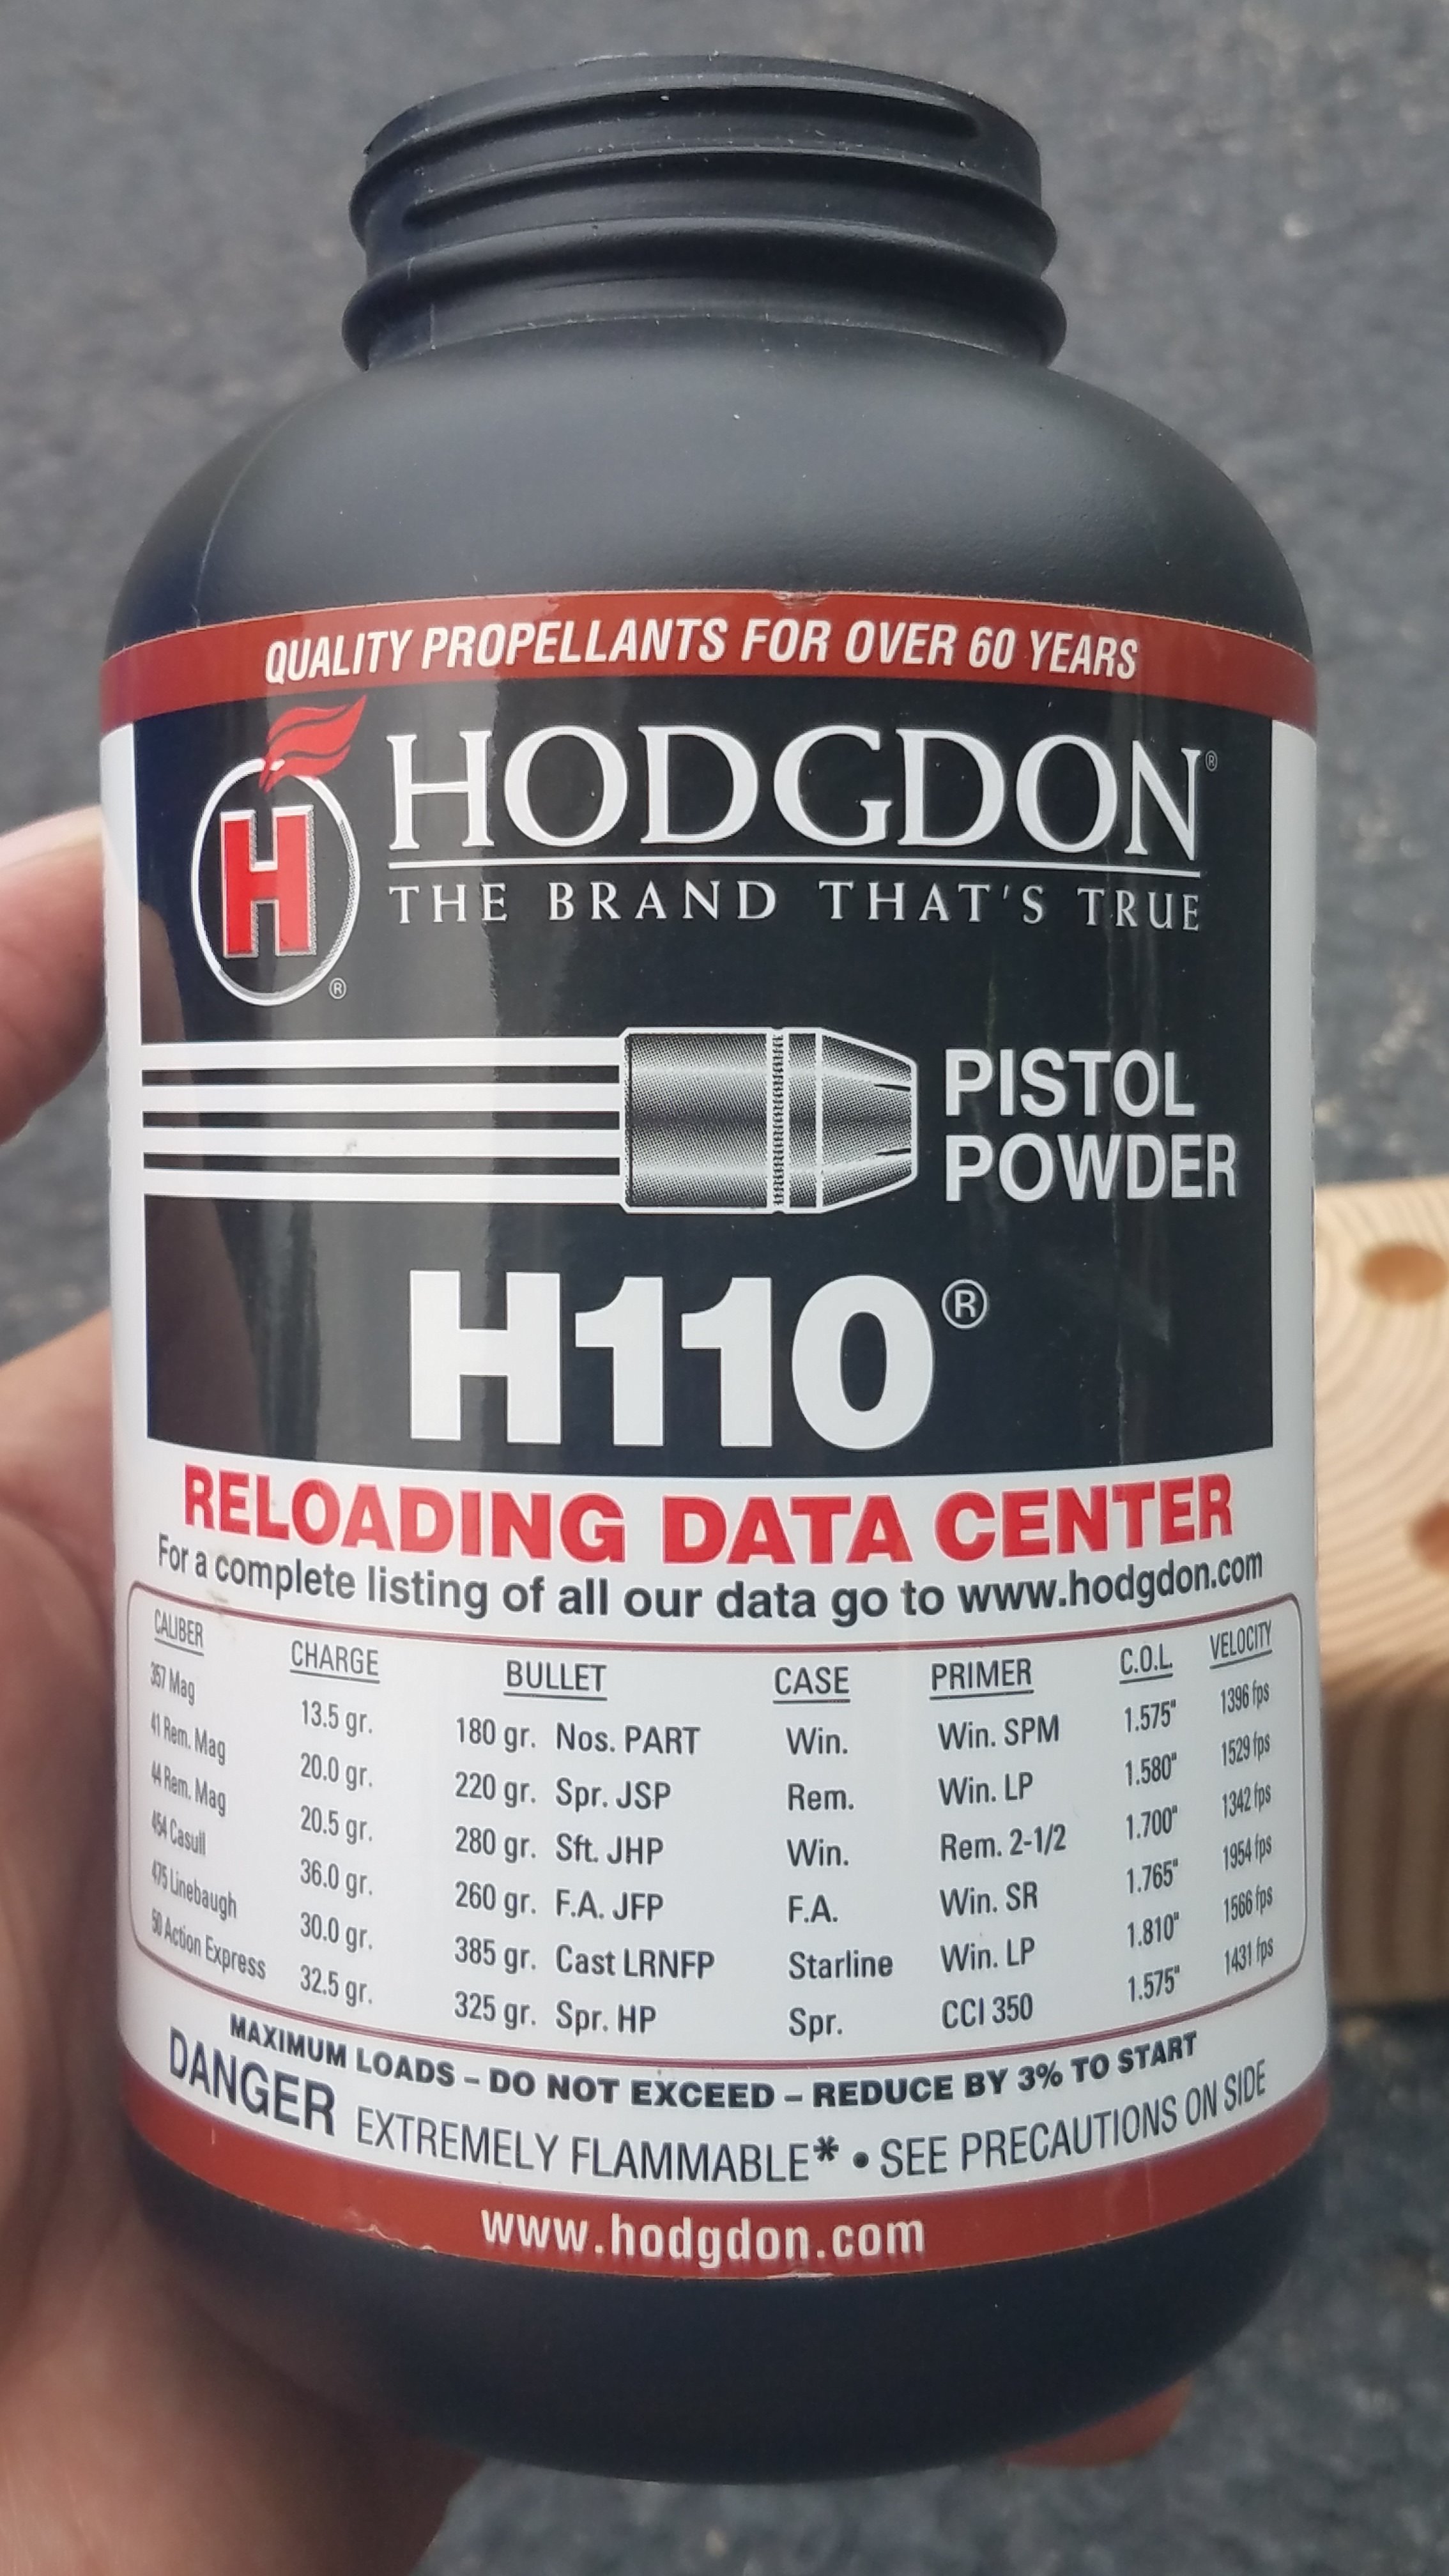 QUALITY PROPELLANTS FOR OVER 60 YEARS
H ®
HODGDON®
THE BRAND THAT'S TRUE
PISTOL
POWDER
H110®
RELOADING DATA CENTER
For a complete listing of all our data go to www.hodgdon.com
CALIBER CHARGE BULLET CASE PRIMER C.O.L. VELOCITY
357 Mag 13.5 gr. 180 gr. Nos. PART Win. Win. SPM 1.575" 1396 fps
41 Rem. Mag 20.0 gr. 220 gr. Spr. JSP Rem. Win. LP 1.580" 1529 fps
44 Rem. Mag 20.5 gr. 280 gr. Sft. JHP Win. Rem. 2-1/2 1.700" 1342 fps
454 Casull 36.0 gr. 260 gr. F.A. JFP F.A. Win. SR 1.765" 1954 fps
475 Linebaugh 30.0 gr. 385 gr. Cast LRNFP Starline Win. LP 1.810" 1566 fps
50 Action Express 32.5 gr. 325 gr. Spr. HP Spr. CCI 350 1.575" 1431 fps
MAXIMUM LOADS – DO NOT EXCEED – REDUCE BY 3% TO START
DANGER EXTREMELY FLAMMABLE* • SEE PRECAUTIONS ON SIDE
www.hodgdon.com